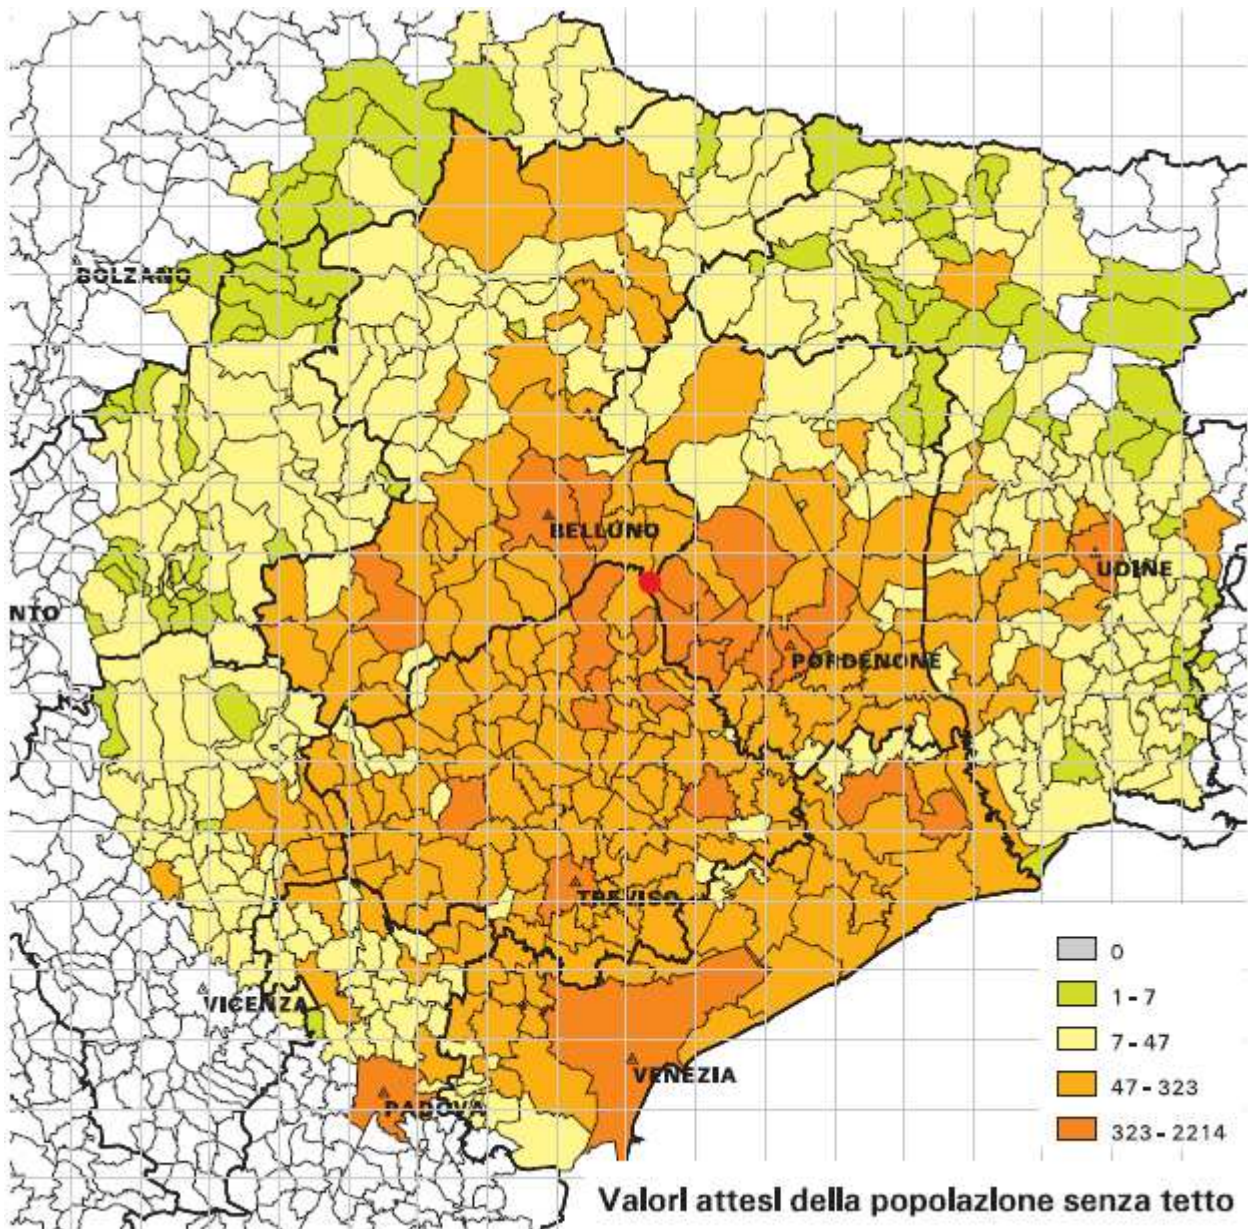 BOLZANO
BELLUNO
UDINE
NTO
PORDENONE
TREVISO
0
1 - 7
VICENZA
7 - 47
VENEZIA
47 - 323
PADOVA
323 - 2214
Valori attesi della popolazione senza tetto